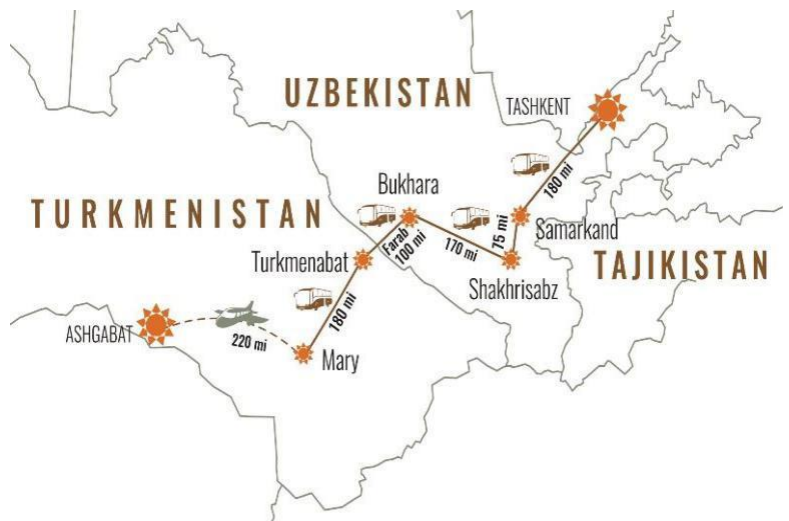 UZBEKISTAN
TASHKENT
180 mi
Bukhara
TURKMENISTAN
Farab
100 mi
170 mi
75 mi
Samarkand
Turkmenabat
Shakhrisabz
TAJIKISTAN
180 mi
ASHGABAT
220 mi
Mary